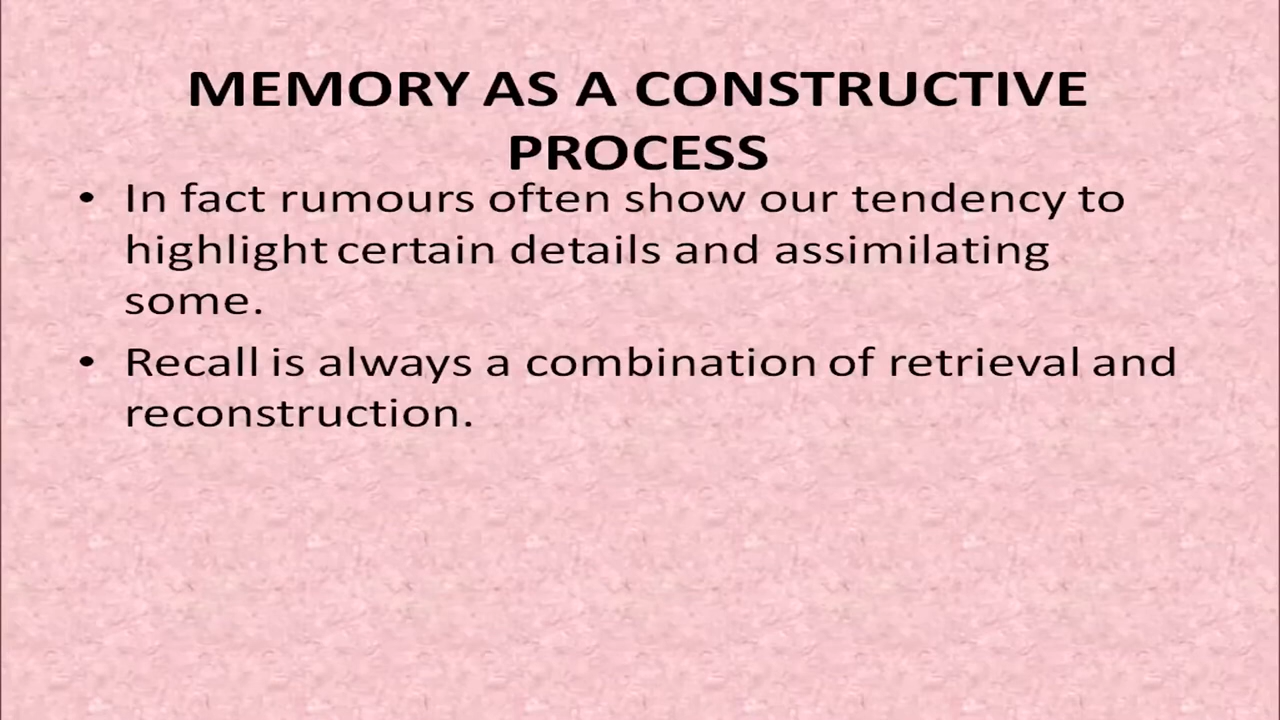 MEMORY AS A CONSTRUCTIVE
PROCESS
• In fact rumours often show our tendency to
highlight certain details and assimilating
some.
• Recall is always a combination of retrieval and
reconstruction.